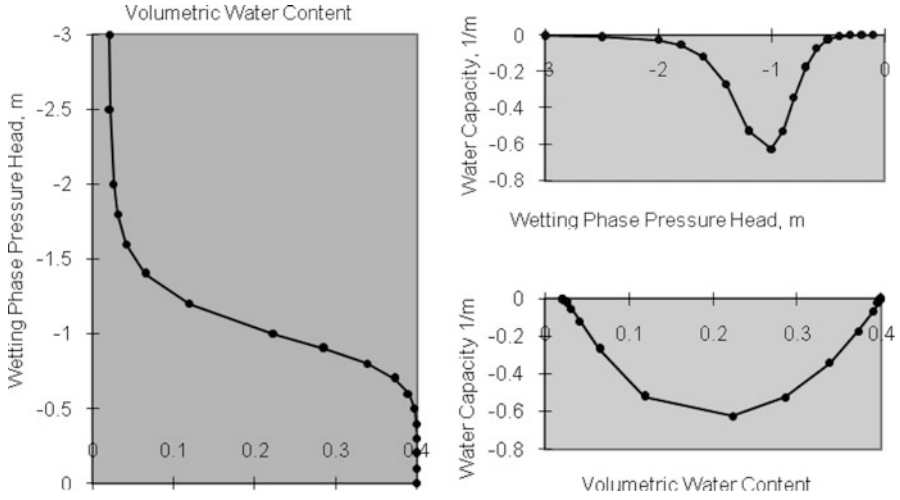 Volumetric Water Content
-3
-2.5
-2
-1.5
-1
-0.5
0
0 0.1 0.2 0.3 0.4
Wetting Phase Pressure Head, m
0
-0.2
-0.4
-0.6
-0.8
-3 -2 -1 0
Water Capacity, 1/m
Wetting Phase Pressure Head, m
0
-0.2
-0.4
-0.6
-0.8
0 0.1 0.2 0.3 0.4
Water Capacity 1/m
Volumetric Water Content